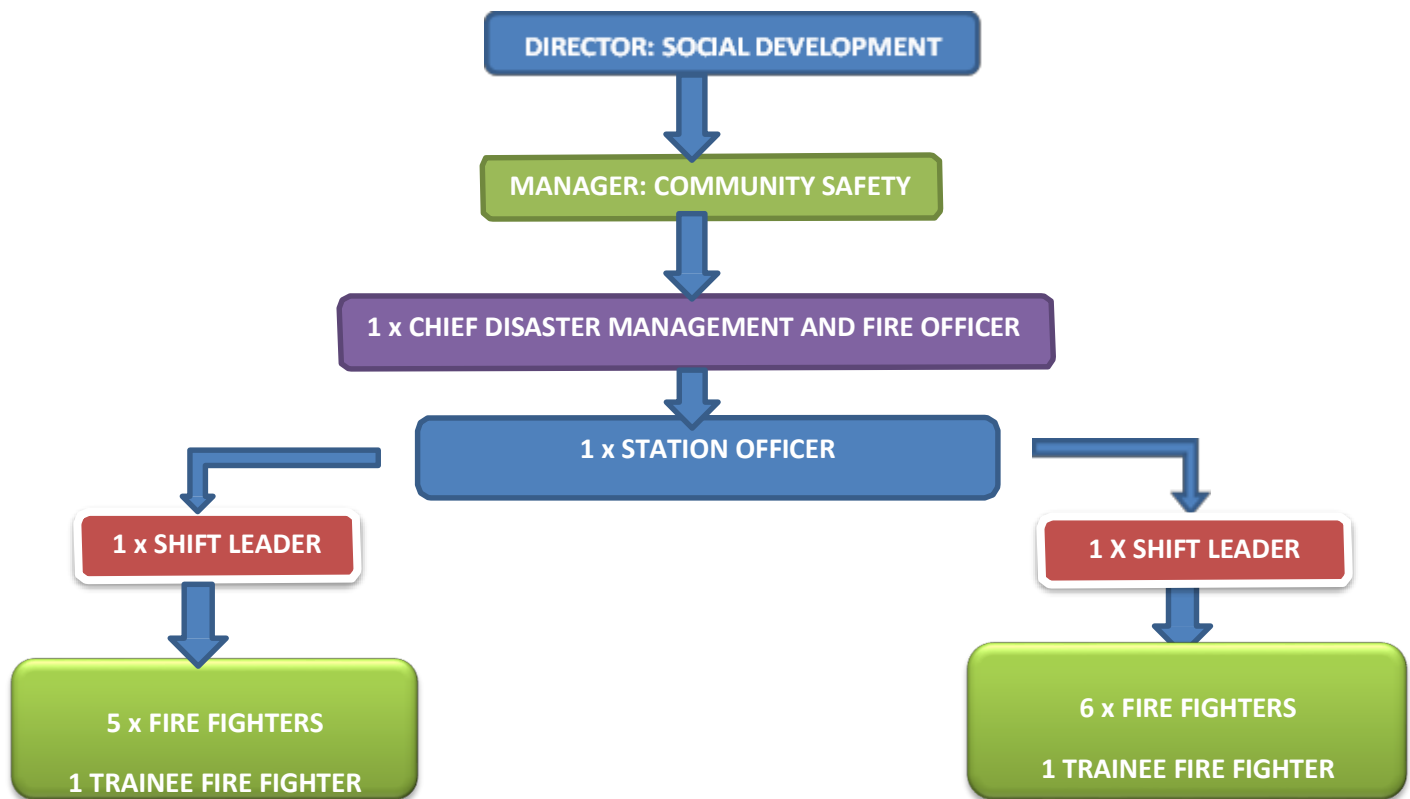 DIRECTOR: SOCIAL DEVELOPMENT
MANAGER: COMMUNITY SAFETY
1 x CHIEF DISASTER MANAGEMENT AND FIRE OFFICER
1 x STATION OFFICER
1 x SHIFT LEADER
1 X SHIFT LEADER
5 x FIRE FIGHTERS
1 TRAINEE FIRE FIGHTER
6 x FIRE FIGHTERS
1 TRAINEE FIRE FIGHTER